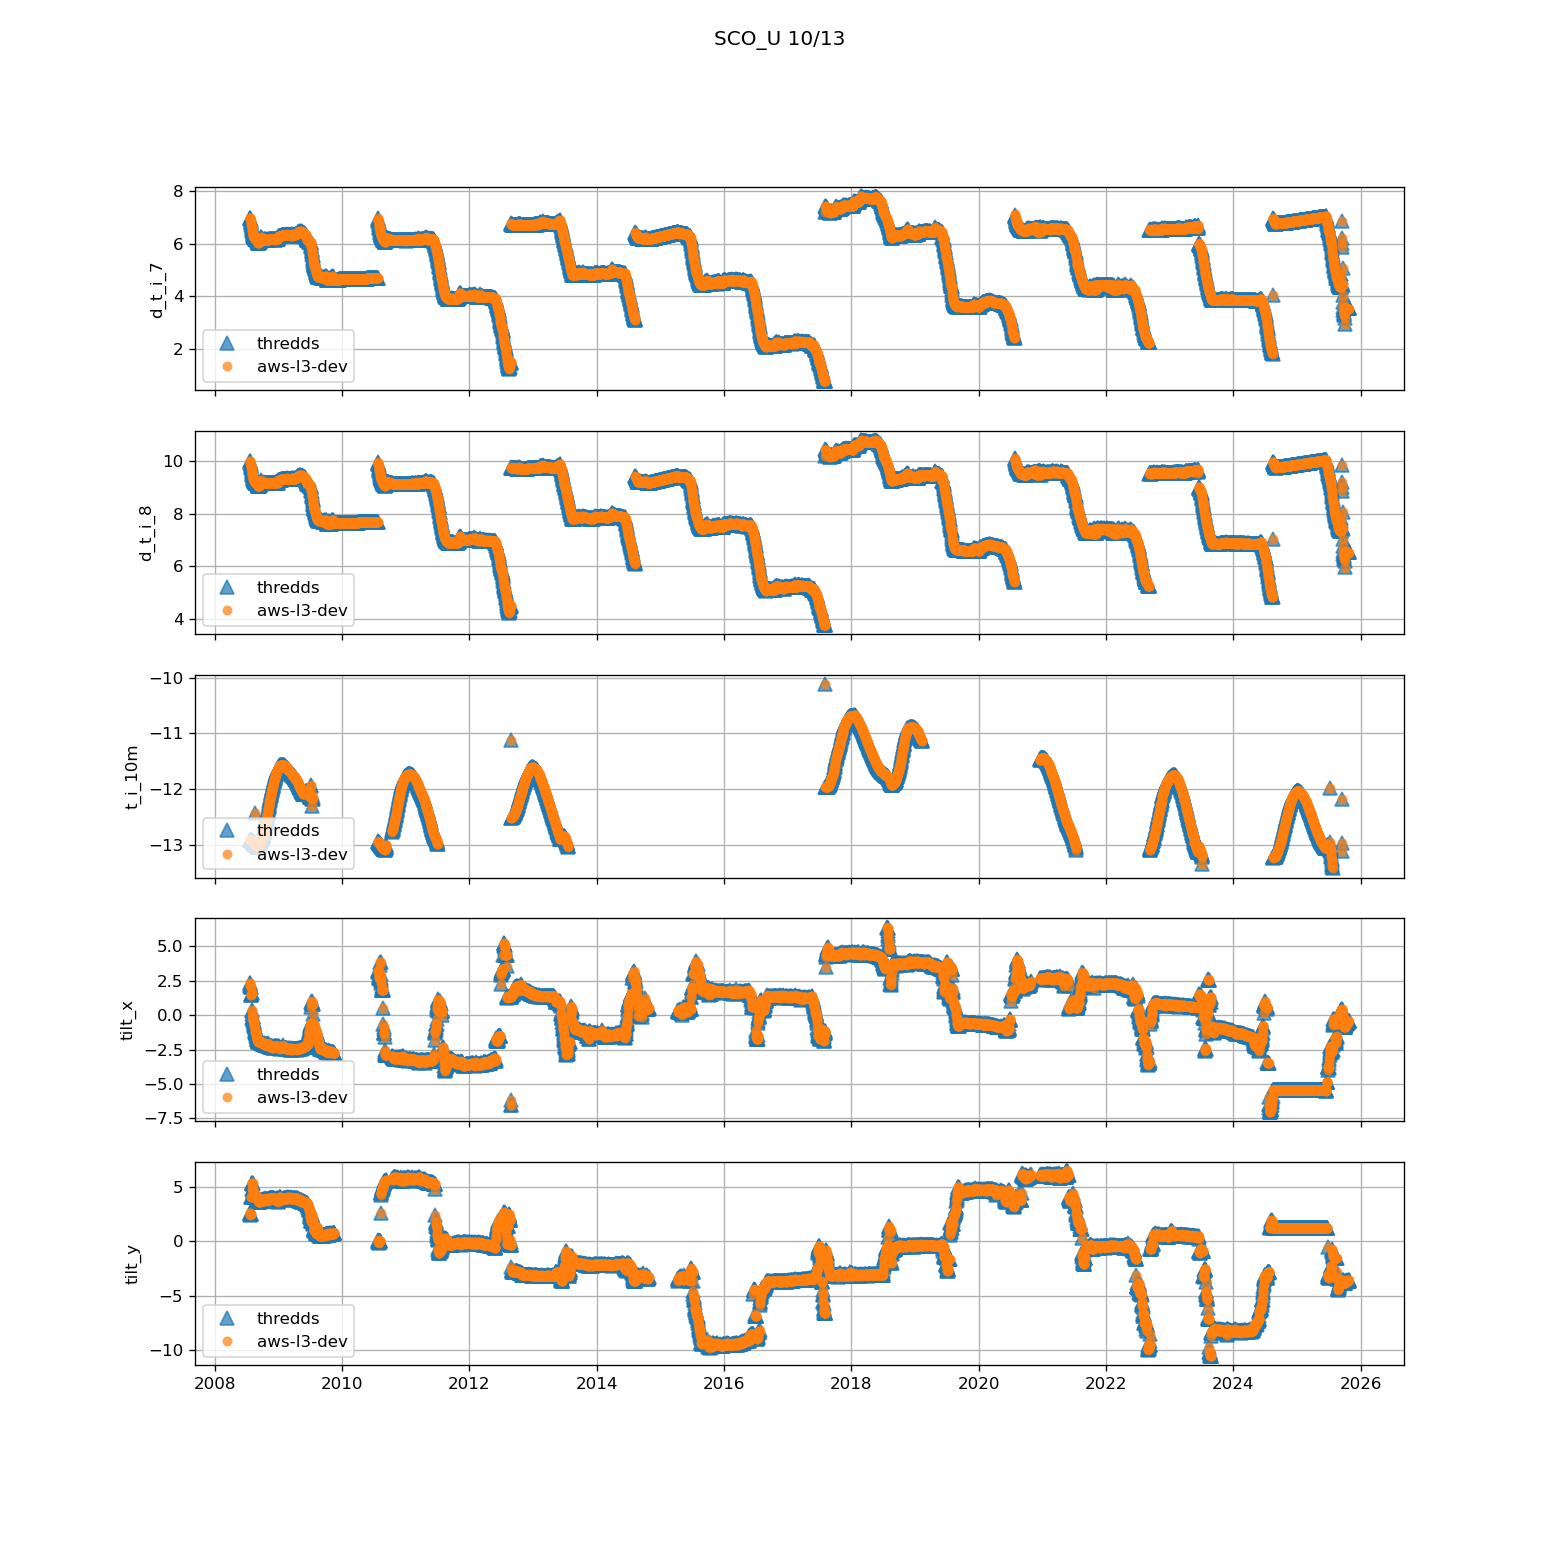 SCO_U 10/13
8
6
4
2
d_t_i_7
thredds
aws-l3-dev
10
8
6
4
d_t_i_8
thredds
aws-l3-dev
−10
−11
−12
−13
t_i_10m
thredds
aws-l3-dev
5.0
2.5
0.0
−2.5
−5.0
−7.5
tilt_x
thredds
aws-l3-dev
5
0
−5
−10
tilt_y
thredds
aws-l3-dev
2008 2010 2012 2014 2016 2018 2020 2022 2024 2026